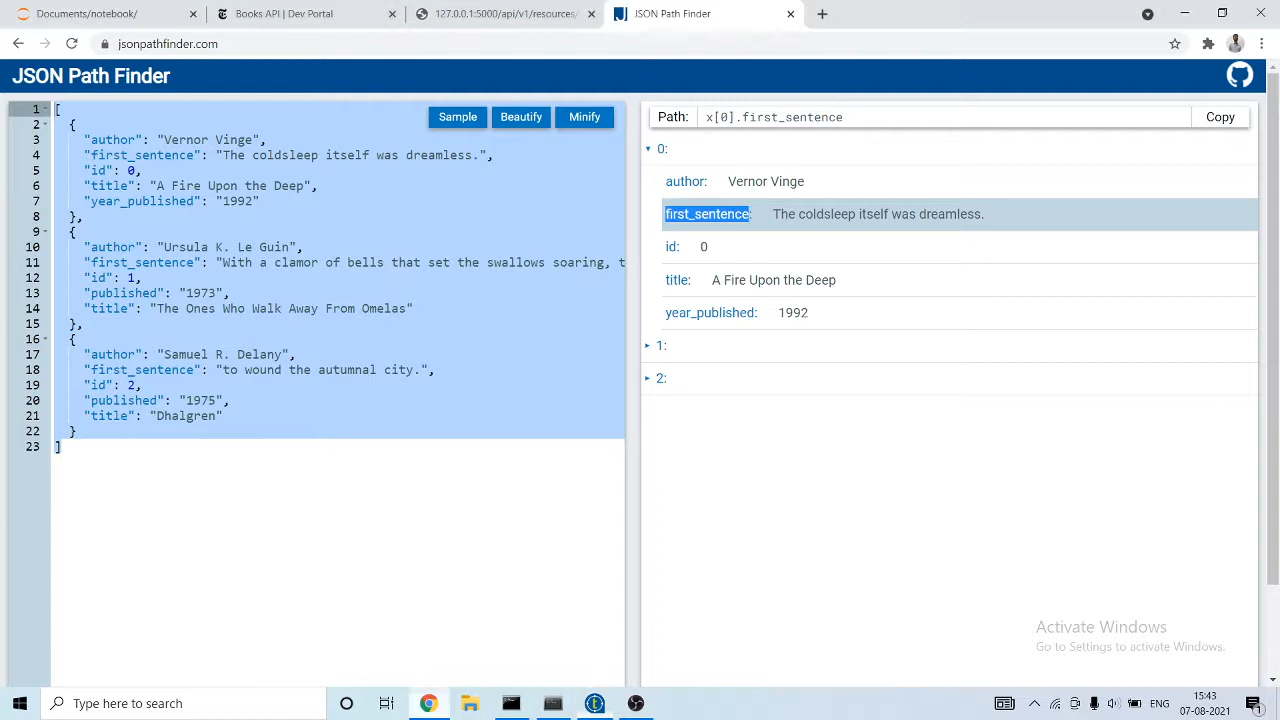 Documents/notebook/
Books API | Dev Portal
127.0.0.1:5000/api/v1/resources/
JSON Path Finder
jsonpathfinder.com
JSON Path Finder
Sample
Beautify
Minify
1 [
2 {
3 "author": "Vernor Vinge",
4 "first_sentence": "The coldsleep itself was dreamless.",
5 "id": 0,
6 "title": "A Fire Upon the Deep",
7 "year_published": "1992"
8 },
9 {
10 "author": "Ursula K. Le Guin",
11 "first_sentence": "With a clamor of bells that set the swallows soaring, t
12 "id": 1,
13 "published": "1973",
14 "title": "The Ones Who Walk Away From Omelas"
15 },
16 {
17 "author": "Samuel R. Delany",
18 "first_sentence": "to wound the autumnal city.",
19 "id": 2,
20 "published": "1975",
21 "title": "Dhalgren"
22 }
23 ]
Path: x[0].first_sentence Copy
0:
author: Vernor Vinge
first_sentence: The coldsleep itself was dreamless.
id: 0
title: A Fire Upon the Deep
year_published: 1992
1:
2:
Activate Windows
Go to Settings to activate Windows.
Type here to search
ENG
15:43
07-08-2021
1